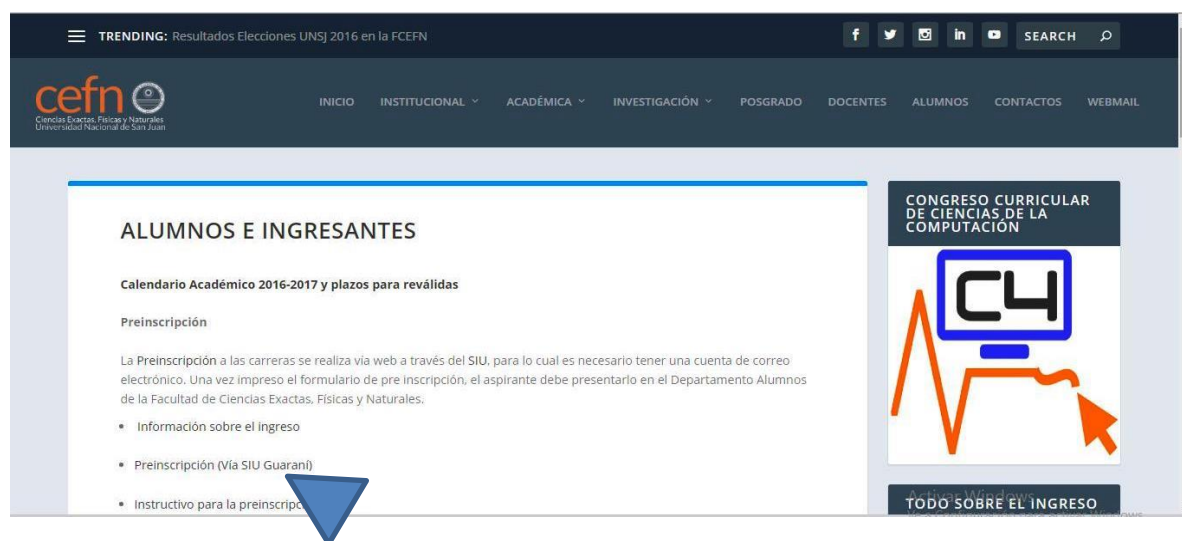 TRENDING: Resultados Elecciones UNSJ 2016 en la FCEFN
SEARCH
cefn
Ciencias Exactas, Físicas y Naturales
Universidad Nacional de San Juan
INICIO INSTITUCIONAL ACADÉMICA INVESTIGACIÓN POSGRADO DOCENTES ALUMNOS CONTACTOS WEBMAIL
ALUMNOS E INGRESANTES
Calendario Académico 2016-2017 y plazos para reválidas
Preinscripción
La Preinscripción a las carreras se realiza vía web a través del SIU, para lo cual es necesario tener una cuenta de correo
electrónico. Una vez impreso el formulario de pre inscripción, el aspirante debe presentarlo en el Departamento Alumnos
de la Facultad de Ciencias Exactas, Físicas y Naturales.
• Información sobre el ingreso
• Preinscripción (Vía SIU Guaraní)
• Instructivo para la
CONGRESO CURRICULAR
DE CIENCIAS DE LA
COMPUTACIÓN
C4
Activar Windows
TODO SOBRE EL INGRESO